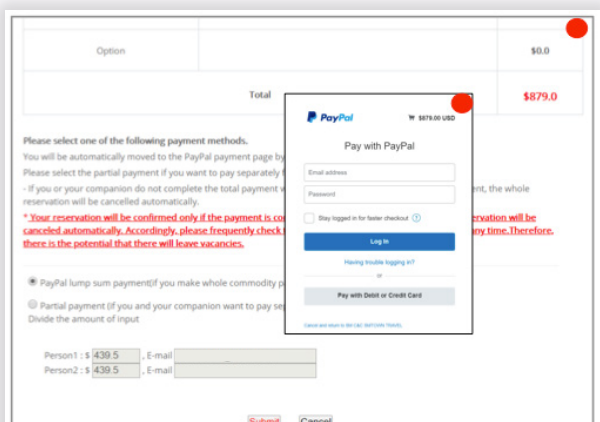 Option $0.0
Total $879.0
Please select one of the following payment methods.
You will be automatically moved to the PayPal payment page by
Please select the partial payment if you want to pay separately
- If you or your companion do not complete the total payment ent, the whole
reservation will be cancelled automatically.
* Your reservation will be confirmed only if the payment is ervation will be
canceled automatically. Accordingly, please frequently check ny time.Therefore,
there is the potential that there will leave vacancies.
PayPal lump sum payment(if you make whole commodity
Partial payment (if you and your companion want to pay
Divide the amount of input
Person1 : $ 439.5 , E-mail
Person2 : $ 439.5 , E-mail
Submit Cancel
PayPal $879.00 USD
Pay with PayPal
Email address
Password
Stay logged in for faster checkout ?
Log In
Having trouble logging in?
or
Pay with Debit or Credit Card